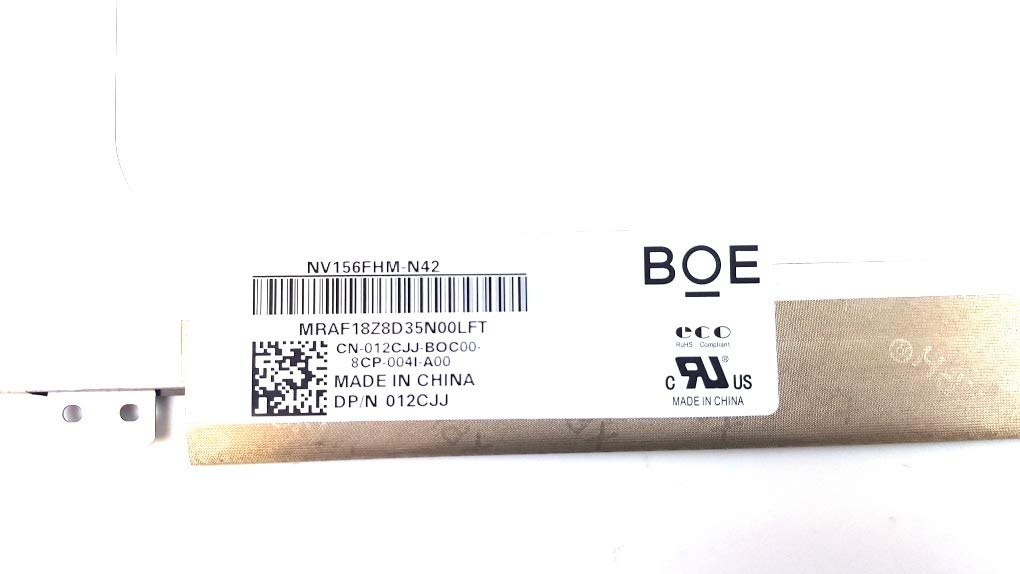 NV156FHM-N42
MRAF18Z8D35N00LFT
CN-012CJJ-BOC00-
8CP-004I-A00
MADE IN CHINA
DP/N 012CJJ
BOE
eco
RoHS Compliant
C RU® US
MADE IN CHINA